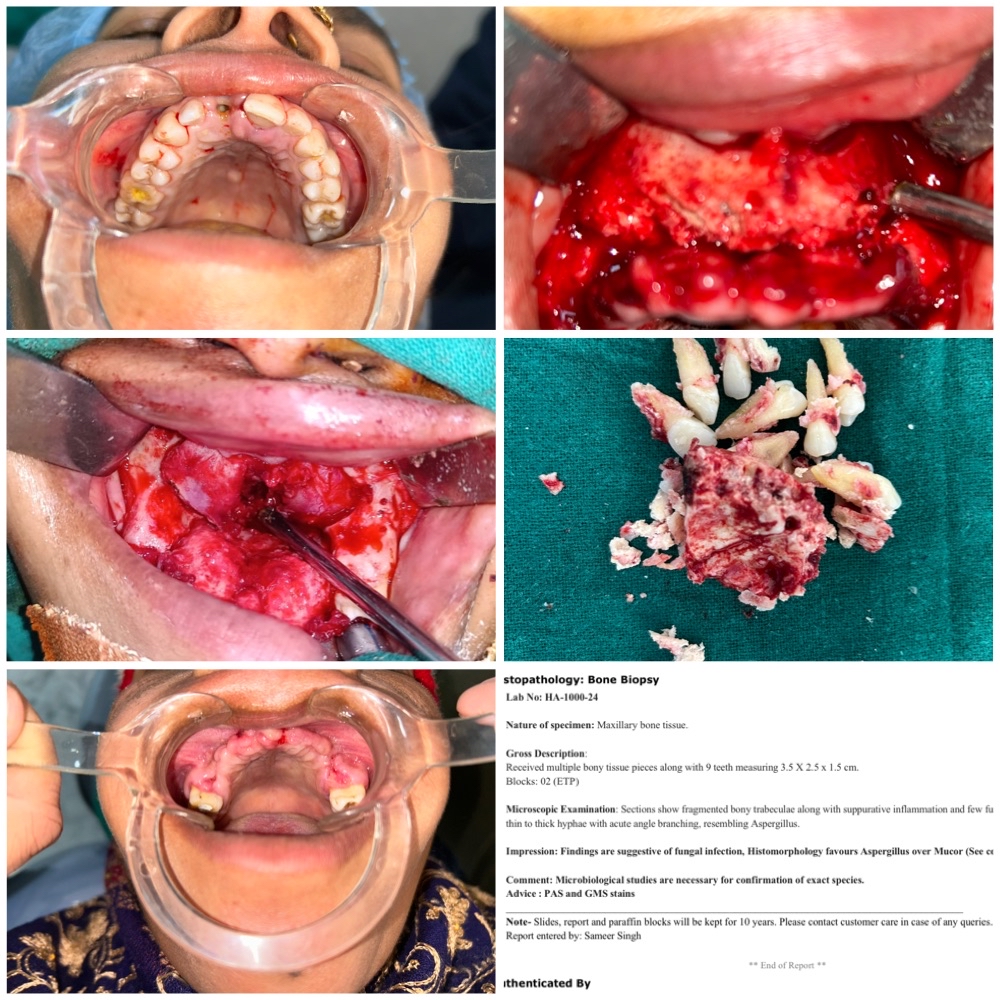 stopathology: Bone Biopsy
Lab No: HA-1000-24
Nature of specimen: Maxillary bone tissue.
Gross Description:
Received multiple bony tissue pieces along with 9 teeth measuring 3.5 X 2.5 x 1.5 cm.
Blocks: 02 (ETP)
Microscopic Examination: Sections show fragmented bony trabeculae along with suppurative inflammation and few fu
thin to thick hyphae with acute angle branching, resembling Aspergillus.
Impression: Findings are suggestive of fungal infection, Histomorphology favours Aspergillus over Mucor (See co
Comment: Microbiological studies are necessary for confirmation of exact species.
Advice : PAS and GMS stains
Note- Slides, report and paraffin blocks will be kept for 10 years. Please contact customer care in case of any queries.
Report entered by: Sameer Singh
** End of Report **
uthenticated By